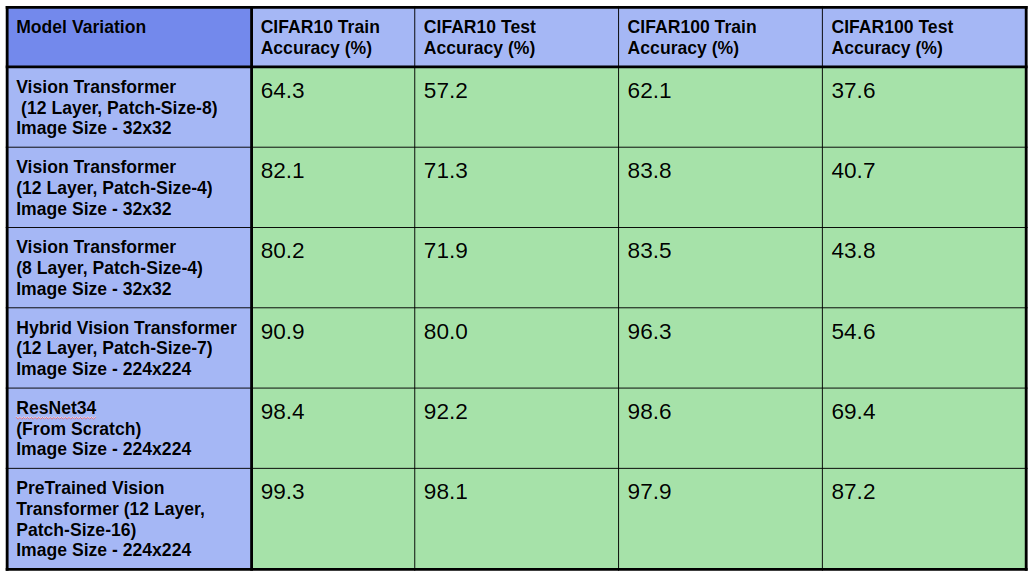 Model Variation
CIFAR10 Train
Accuracy (%)
CIFAR10 Test
Accuracy (%)
CIFAR100 Train
Accuracy (%)
CIFAR100 Test
Accuracy (%)
Vision Transformer
(12 Layer, Patch-Size-8)
Image Size - 32x32
64.3
57.2
62.1
37.6
Vision Transformer
(12 Layer, Patch-Size-4)
Image Size - 32x32
82.1
71.3
83.8
40.7
Vision Transformer
(8 Layer, Patch-Size-4)
Image Size - 32x32
80.2
71.9
83.5
43.8
Hybrid Vision Transformer
(12 Layer, Patch-Size-7)
Image Size - 224x224
90.9
80.0
96.3
54.6
ResNet34
(From Scratch)
Image Size - 224x224
98.4
92.2
98.6
69.4
PreTrained Vision
Transformer (12 Layer,
Patch-Size-16)
Image Size - 224x224
99.3
98.1
97.9
87.2